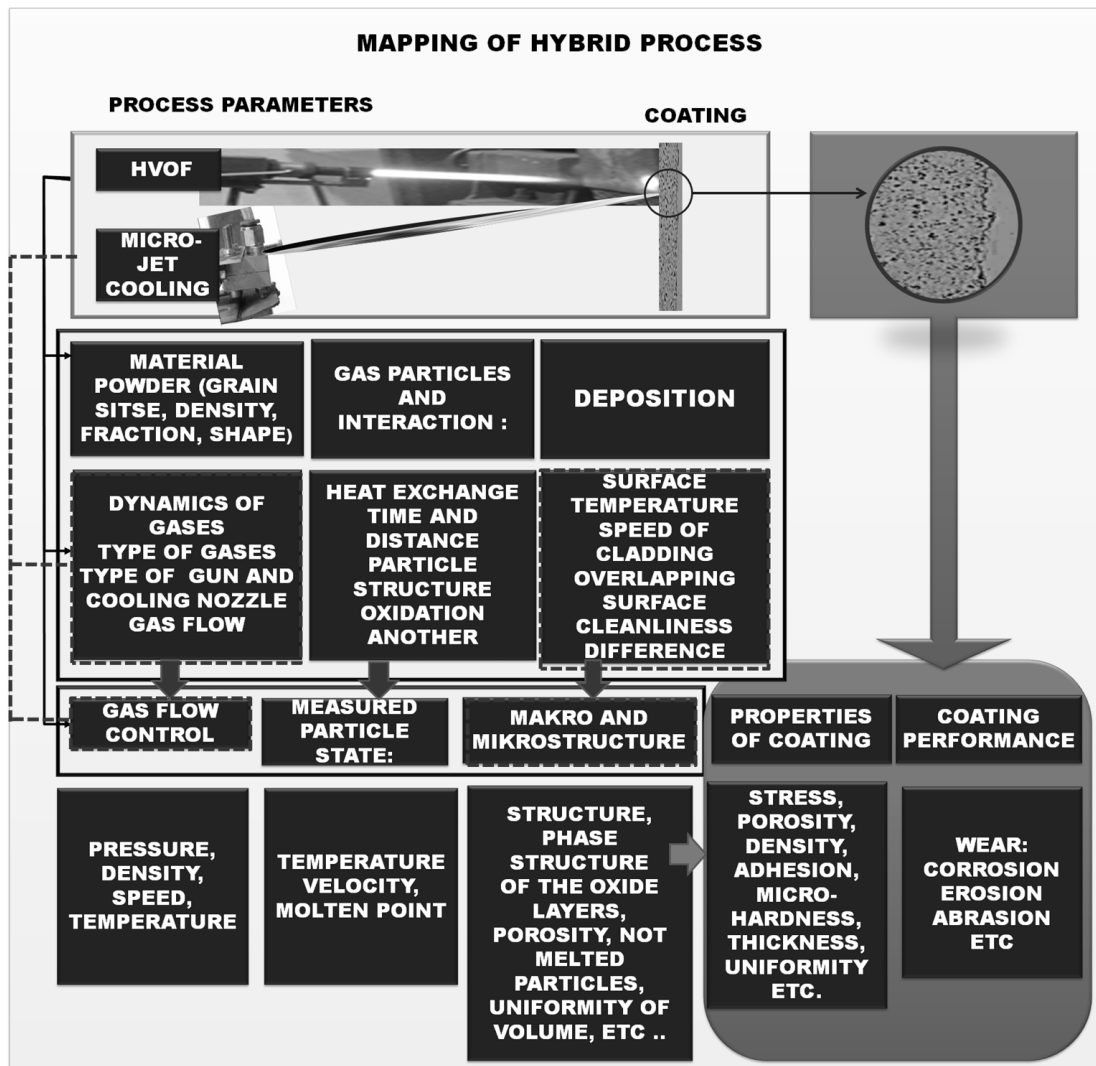 MAPPING OF HYBRID PROCESS
PROCESS PARAMETERS
COATING
HVOF
MICRO-
JET
COOLING
MATERIAL
POWDER (GRAIN
SITSE, DENSITY,
FRACTION, SHAPE)
GAS PARTICLES
AND
INTERACTION :
DEPOSITION
DYNAMICS OF
GASES
TYPE OF GASES
TYPE OF GUN AND
COOLING NOZZLE
GAS FLOW
HEAT EXCHANGE
TIME AND
DISTANCE
PARTICLE
STRUCTURE
OXIDATION
ANOTHER
SURFACE
TEMPERATURE
SPEED OF
CLADDING
OVERLAPPING
SURFACE
CLEANLINESS
DIFFERENCE
GAS FLOW
CONTROL
MEASURED
PARTICLE
STATE:
MAKRO AND
MIKROSTRUCTURE
PROPERTIES
OF COATING
COATING
PERFORMANCE
PRESSURE,
DENSITY,
SPEED,
TEMPERATURE
TEMPERATURE
VELOCITY,
MOLTEN POINT
STRUCTURE,
PHASE
STRUCTURE
OF THE OXIDE
LAYERS,
POROSITY, NOT
MELTED
PARTICLES,
UNIFORMITY OF
VOLUME, ETC ..
STRESS,
POROSITY,
DENSITY,
ADHESION,
MICRO-
HARDNESS,
THICKNESS,
UNIFORMITY
ETC.
WEAR:
CORROSION
EROSION
ABRASION
ETC